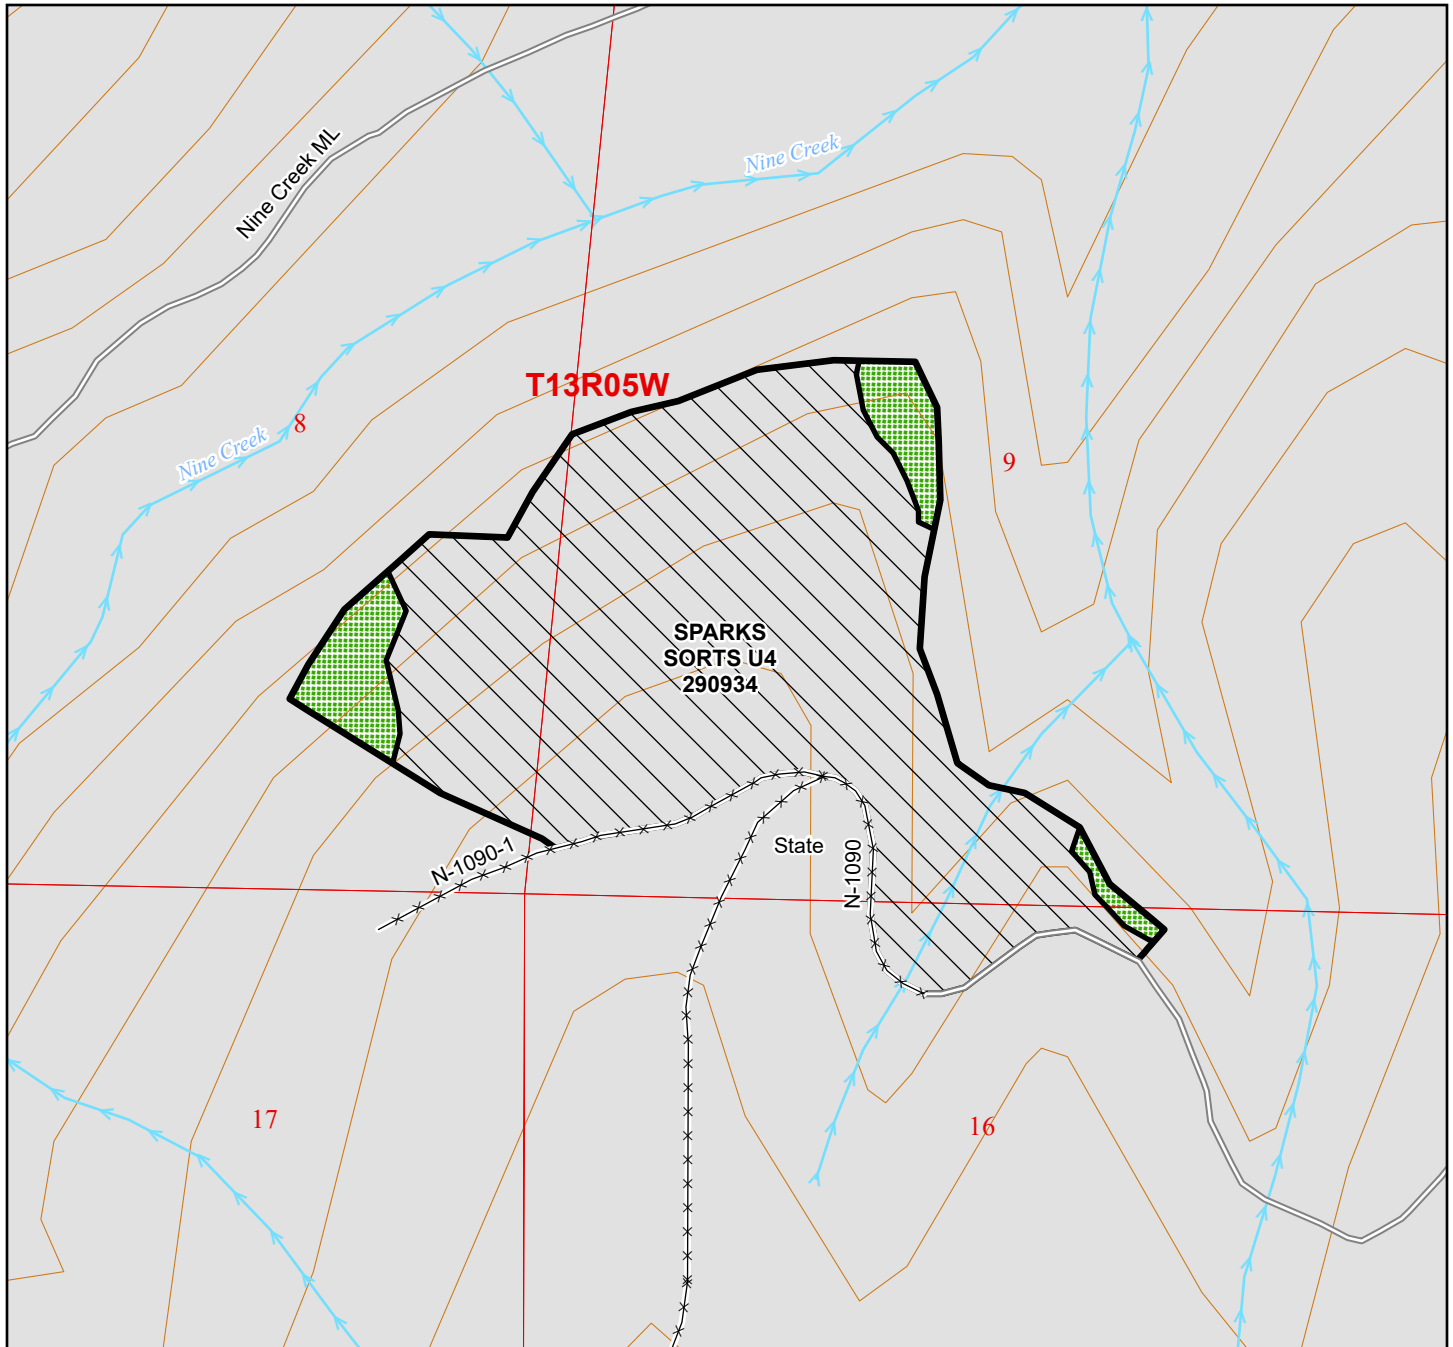 Nine Creek ML
Nine Creek
T13R05W
8
Nine Creek
9
SPARKS
SORTS U4
290934
State
N-1090-1
N-1090
17
16